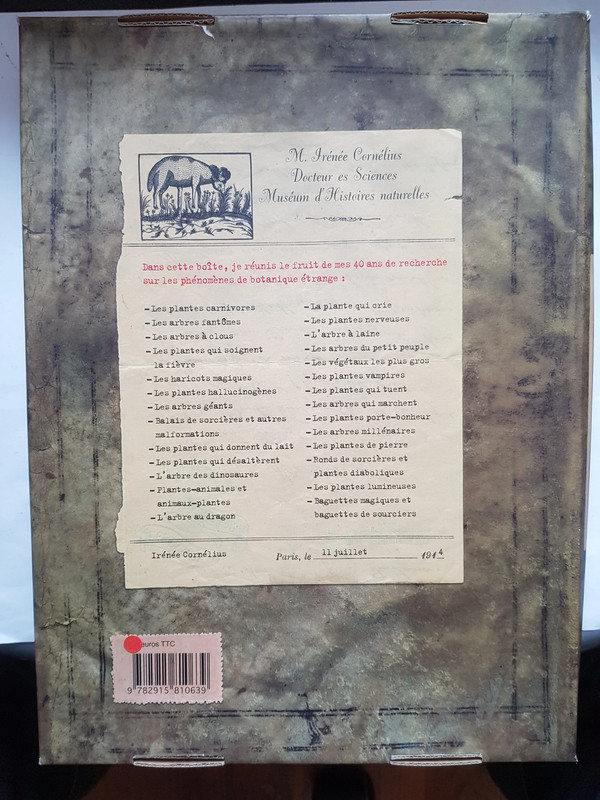 M. Irénée Cornélius
Docteur es Sciences
Muséum d'Histoires naturelles
Dans cette boîte, je réunis le fruit de mes 40 ans de recherche
sur les phénomènes de botanique étrange :
– Les plantes carnivores
– Les arbres fantômes
– Les arbres à clous
– Les plantes qui soignent
la fièvre
– Les haricots magiques
– Les plantes hallucinogènes
– Les arbres géants
– Balais de sorcières et autres
malformations
– Les plantes qui donnent du lait
– Les plantes qui désaltèrent
– L'arbre des dinosaures
– Plantes-animales et
animaux-plantes
– L'arbre au dragon
– La plante qui crie
– Les plantes nerveuses
– L'arbre à laine
– Les arbres du petit peuple
– Les végétaux les plus gros
– Les plantes vampires
– Les plantes qui tuent
– Les arbres qui marchent
– Les plantes porte-bonheur
– Les arbres millénaires
– Les plantes de pierre
– Ronds de sorcières et
plantes diaboliques
– Les plantes lumineuses
– Baguettes magiques et
baguettes de sourciers
Irénée Cornélius
Paris, le 11 juillet 1914
euros TTC
9 782915 810639